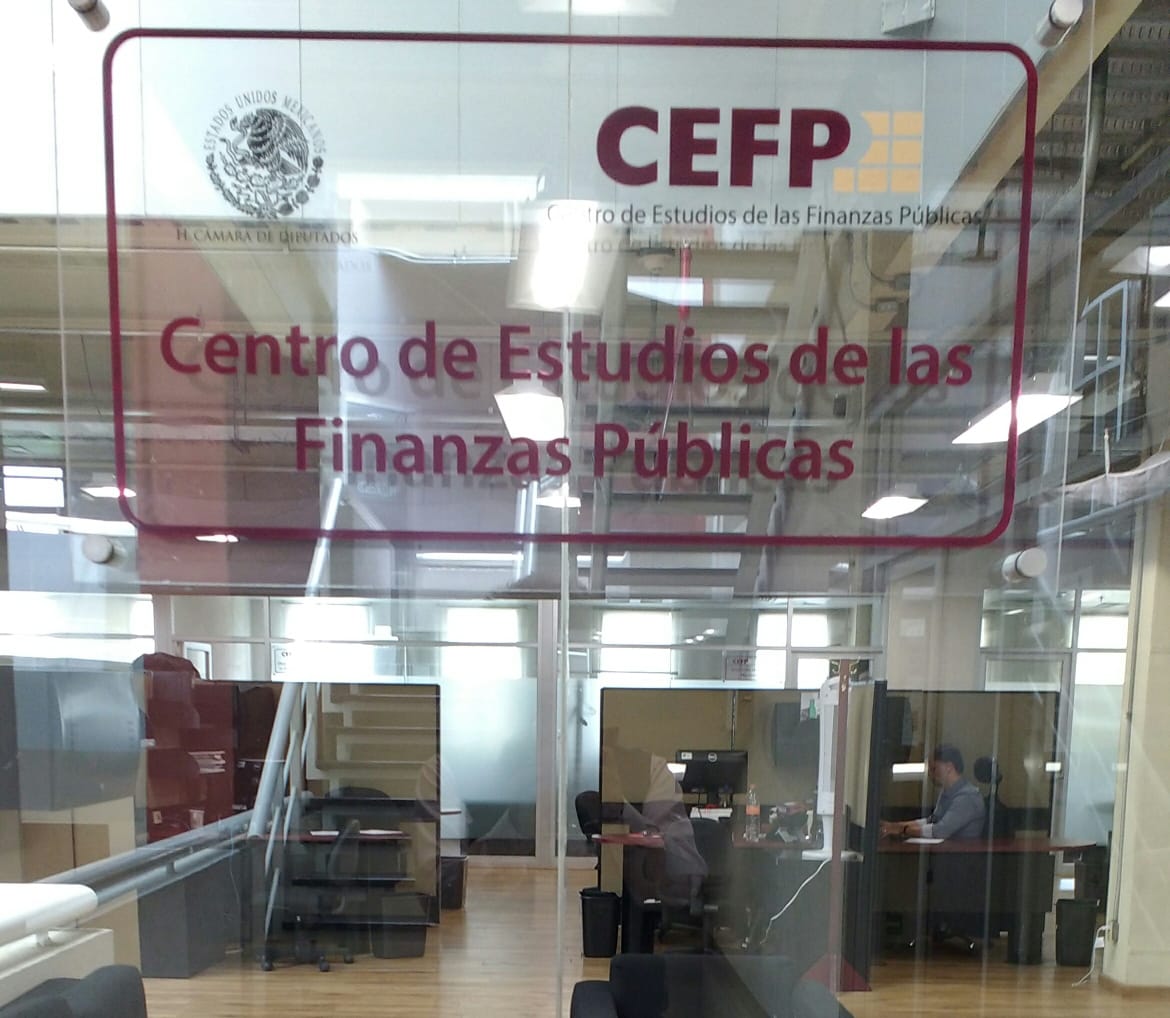 ESTADOS UNIDOS MEXICANOS
H. CÁMARA DE DIPUTADOS
CEFP
Centro de Estudios de las Finanzas Públicas
Centro de Estudios de las
Finanzas Públicas